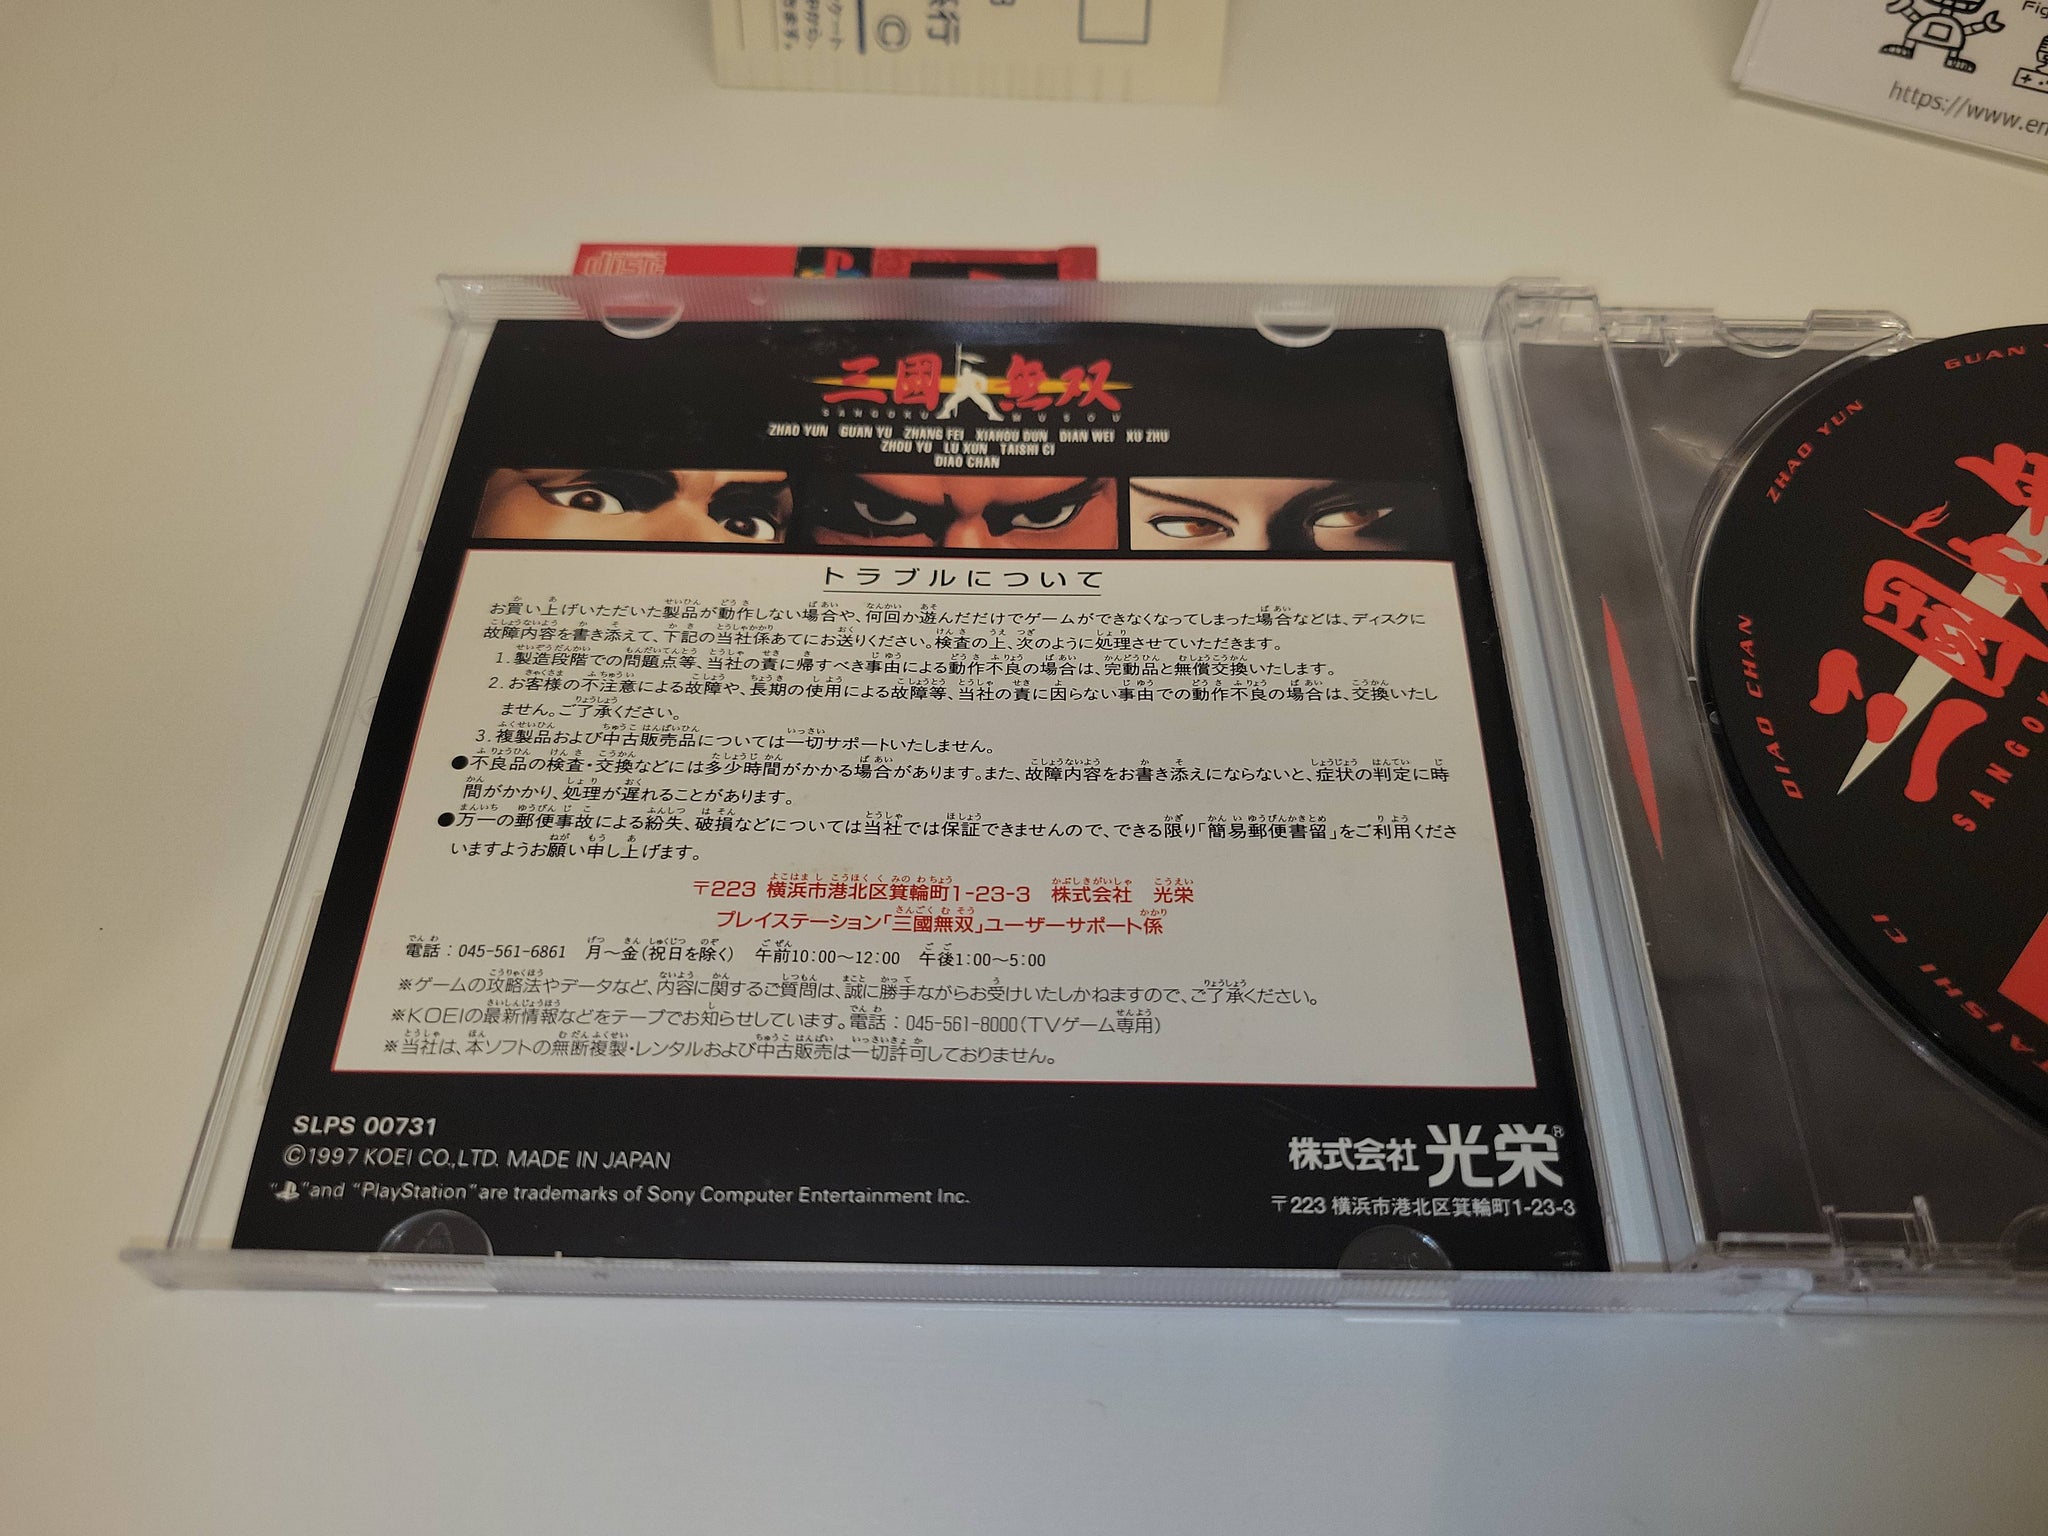 ケート
©
行
Fig
https://www.en
disc
三國無双
SANGOKU MUSOU
ZHAO YUN GUAN YU ZHANG FEI XIAHOU DUN DIAN WEI XU ZHU
ZHOU YU LU XUN TAISHI CI
DIAO CHAN
トラブルについて
お買い上げいただいた製品が動作しない場合や、何回か遊んだだけでゲームができなくなってしまった場合などは、ディスクに
故障内容を書き添えて、下記の当社係あてにお送りください。検査の上、次のように処理させていただきます。
1.製造段階での問題点等、当社の責に帰すべき事由による動作不良の場合は、完動品と無償交換いたします。
2.お客様の不注意による故障や、長期の使用による故障等、当社の責に因らない事由での動作不良の場合は、交換いたし
ません。ご了承ください。
3.複製品および中古販売品については一切サポートいたしません。
●不良品の検査・交換などには多少時間がかかる場合があります。また、故障内容をお書き添えにならないと、症状の判定に時
間がかかり、処理が遅れることがあります。
●万一の郵便事故による紛失、破損などについては当社では保証できませんので、できる限り「簡易郵便書留」をご利用くださ
いますようお願い申し上げます。
〒223 横浜市港北区箕輪町1-23-3 株式会社 光栄
プレイステーション「三國無双」ユーザーサポート係
電話：045-561-6861 月〜金(祝日を除く) 午前10:00〜12:00 午後1:00〜5:00
※ゲームの攻略法やデータなど、内容に関するご質問は、誠に勝手ながらお受けいたしかねますので、ご了承ください。
※KOEIの最新情報などをテープでお知らせしています。電話：045-561-8000(TVゲーム専用)
※当社は、本ソフトの無断複製・レンタルおよび中古販売は一切許可しておりません。
SLPS 00731
©1997 KOEI CO.,LTD. MADE IN JAPAN
" "and "PlayStation"are trademarks of Sony Computer Entertainment Inc.
株式会社 光栄®
〒223 横浜市港北区箕輪町1-23-3
GUAN
ZHAO YUN
DIAO CHAN
TAISHI CI
三國無
SANGOK